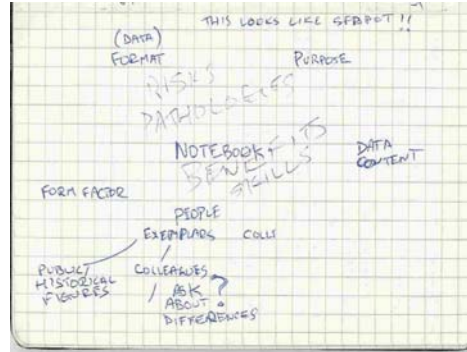 THIS LOOKS LIKE
(DATA)
FORMAT
PURPOSE
RISKS
PATHOLOGIES
NOTEBOOK
BENEFITS
SKILLS
DATA
CONTENT
FORM FACTOR
PEOPLE
EXEMPLARS COLL
PUBLIC/
HISTORICAL
FIGURES
COLLEAGUES
ASK ?
ABOUT
DIFFERENCES